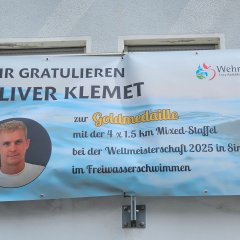 IR GRATULIEREN
LIVER KLEMET
zur Goldmedaille
mit der 4 x 1.5 km Mixed-Staffel
bei der Weltmeisterschaft 2025 in Sin
im Freiwasserschwimmen
Wehr